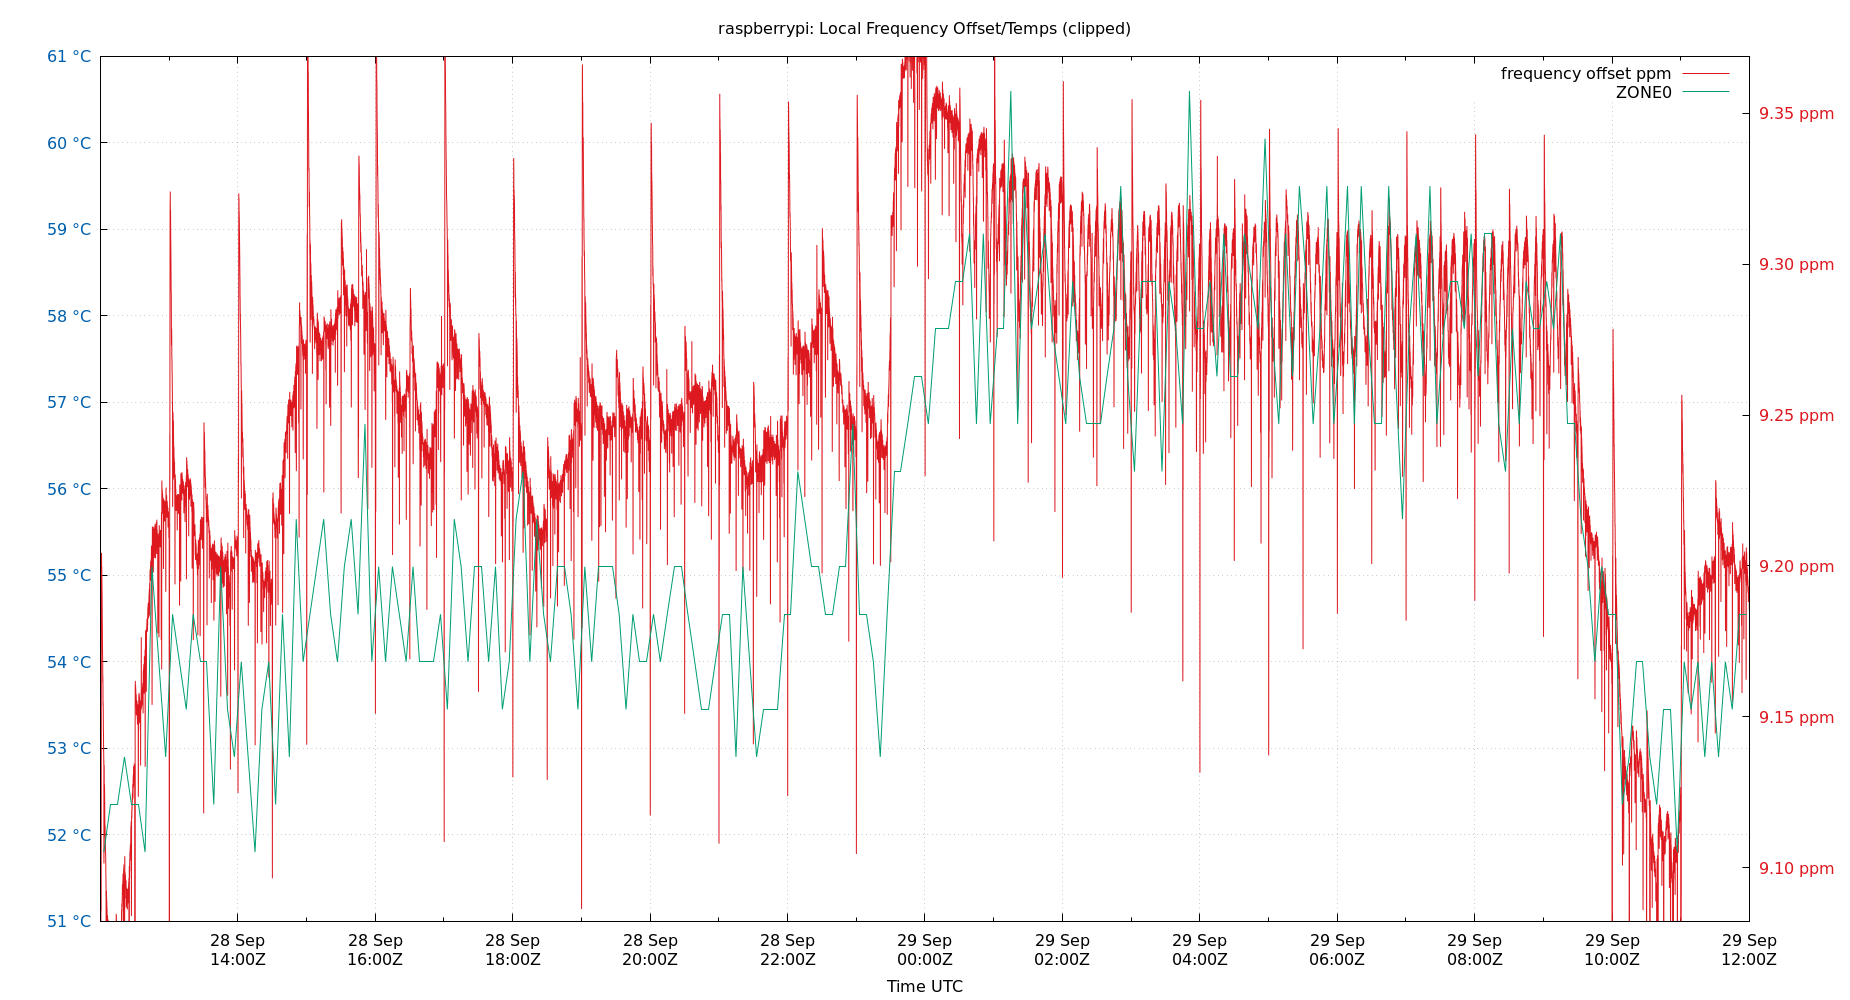 raspberrypi: Local Frequency Offset/Temps (clipped)
61 °C
60 °C
59 °C
58 °C
57 °C
56 °C
55 °C
54 °C
53 °C
52 °C
51 °C
frequency offset ppm
ZONE0
9.35 ppm
9.30 ppm
9.25 ppm
9.20 ppm
9.15 ppm
9.10 ppm
28 Sep
14:00Z
28 Sep
16:00Z
28 Sep
18:00Z
28 Sep
20:00Z
28 Sep
22:00Z
29 Sep
00:00Z
29 Sep
02:00Z
29 Sep
04:00Z
29 Sep
06:00Z
29 Sep
08:00Z
29 Sep
10:00Z
29 Sep
12:00Z
Time UTC